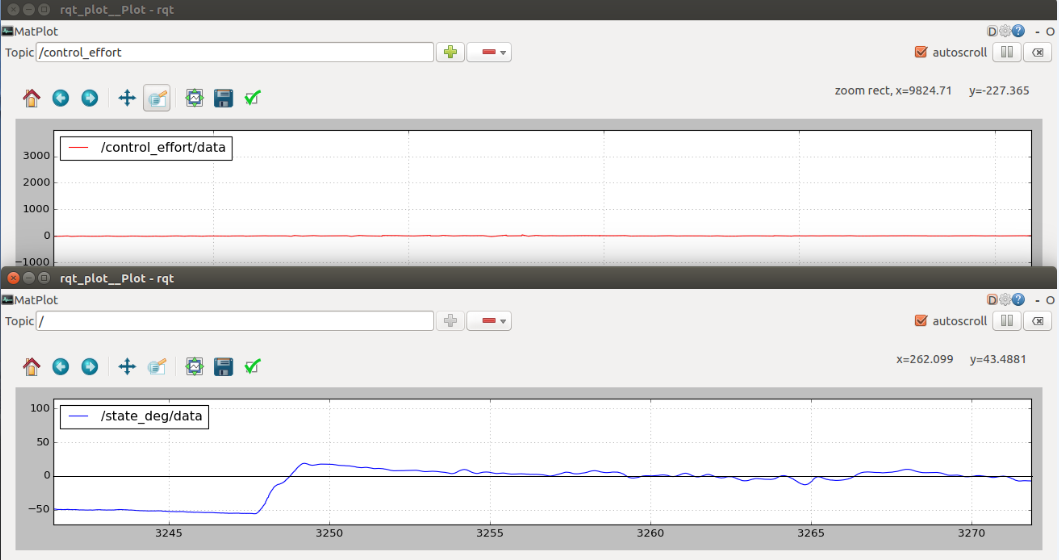 rqt_plot__Plot - rqt
MatPlot D ? - O
Topic /control_effort autoscroll
zoom rect, x=9824.71 y=-227.365
/control_effort/data
3000
2000
1000
0
−1000
rqt_plot__Plot - rqt
MatPlot D ? - O
Topic / autoscroll
x=262.099 y=43.4881
/state_deg/data
100
50
0
−50
3245 3250 3255 3260 3265 3270